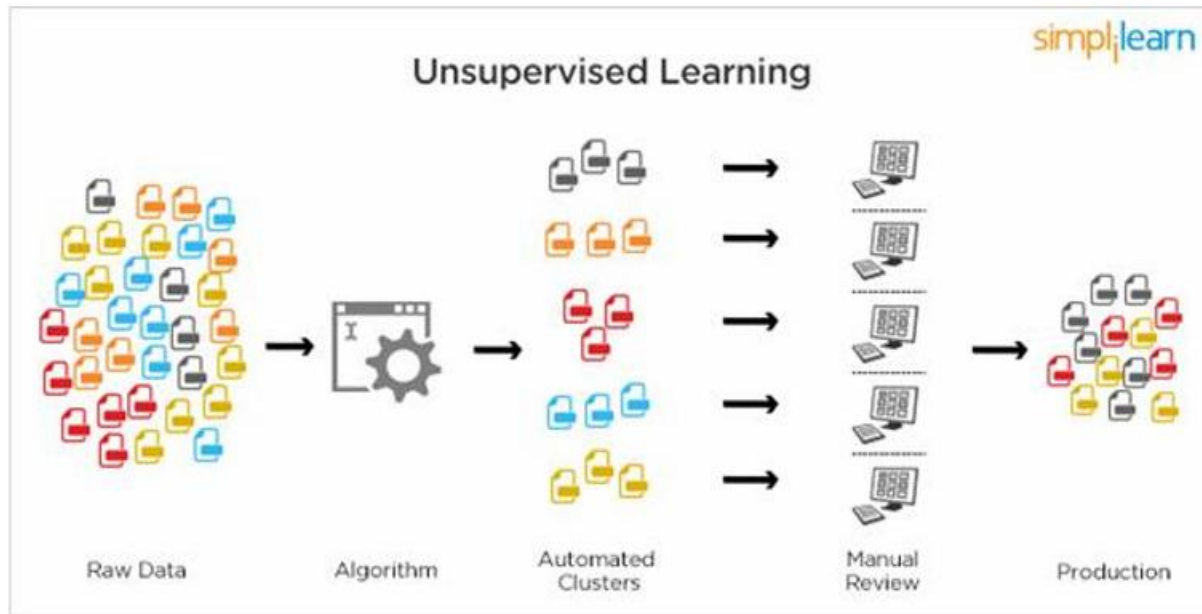 simplilearn
Unsupervised Learning
Raw Data
Algorithm
Automated
Clusters
Manual
Review
Production